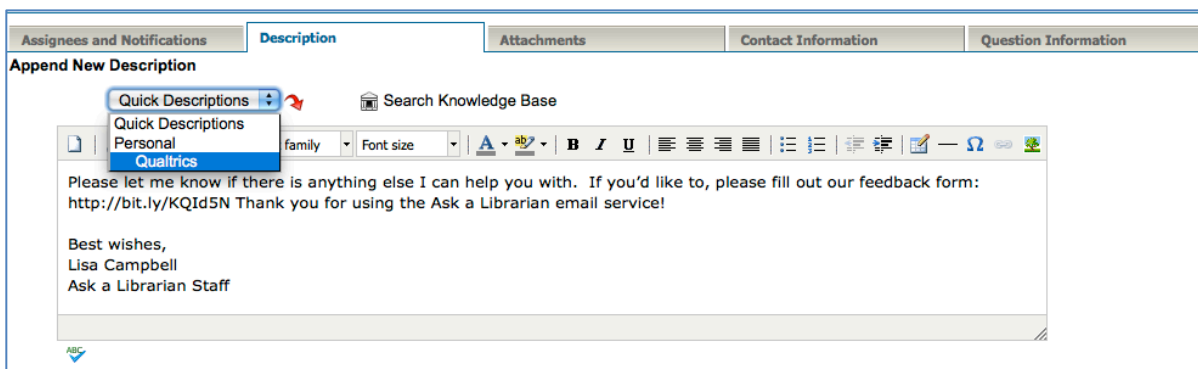 Assignees and Notifications Description Attachments Contact Information Question Information
Append New Description
Quick Descriptions Search Knowledge Base
Quick Descriptions
Personal
Qualtrics
family Font size A ab B I U Ω
Please let me know if there is anything else I can help you with. If you’d like to, please fill out our feedback form:
http://bit.ly/KQId5N Thank you for using the Ask a Librarian email service!
Best wishes,
Lisa Campbell
Ask a Librarian Staff
ABC